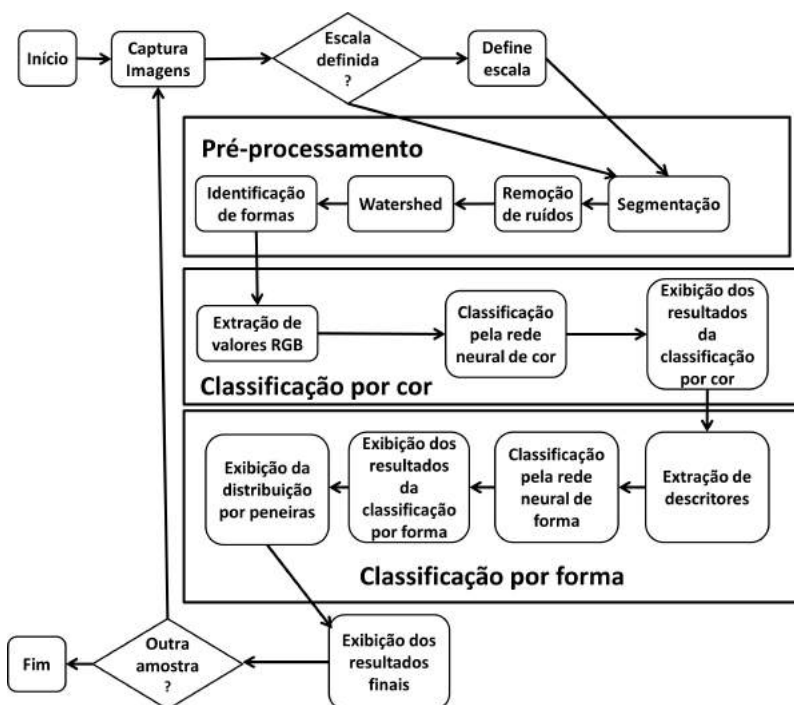 Início
Captura
Imagens
Escala
definida
?
Define
escala
Pré-processamento
Identificação
de formas
Watershed
Remoção
de ruídos
Segmentação
Extração de
valores RGB
Classificação
pela rede
neural de cor
Exibição dos
resultados
da
classificação
por cor
Classificação por cor
Exibição da
distribuição
por peneiras
Exibição dos
resultados
da
classificação
por forma
Classificação
pela rede
neural de
forma
Extração de
descritores
Classificação por forma
Fim
Outra
amostra
?
Exibição dos
resultados
finais